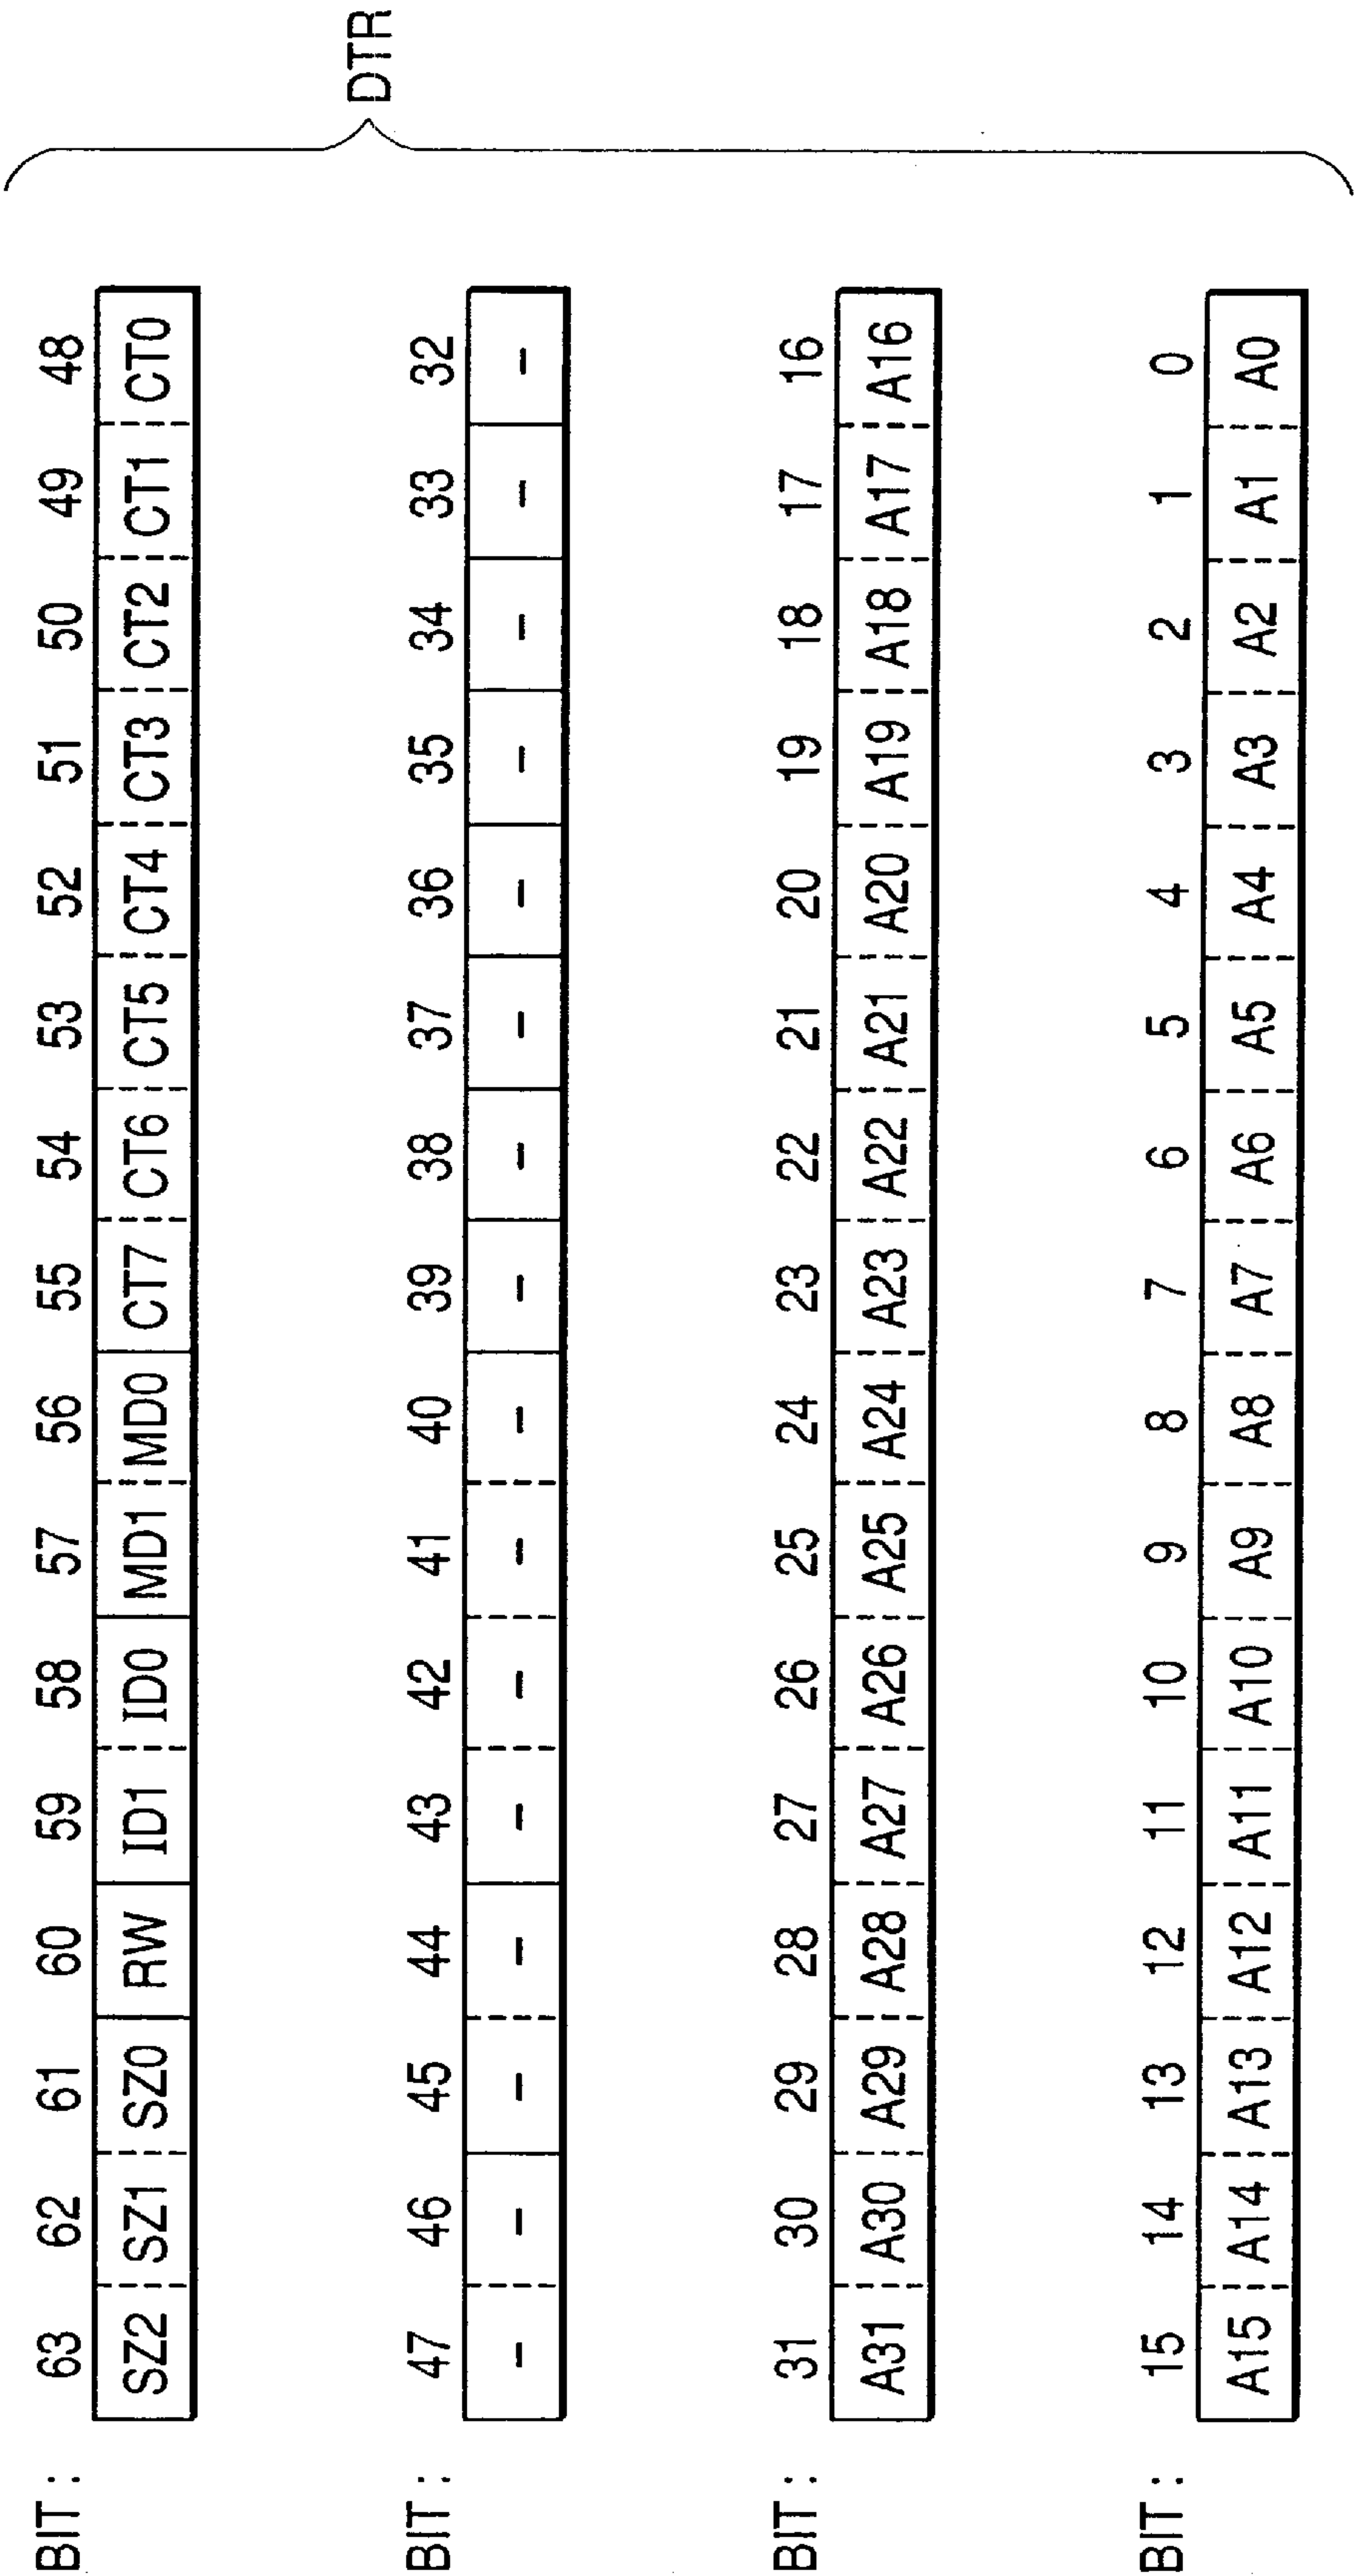 BIT : 63 62 61 60 59 58 57 56 55 54 53 52 51 50 49 48
SZ2 SZ1 SZ0 RW ID1 ID0 MD1 MD0 CT7 CT6 CT5 CT4 CT3 CT2 CT1 CT0
BIT : 47 46 45 44 43 42 41 40 39 38 37 36 35 34 33 32
- - - - - - - - - - - - - - - -
BIT : 31 30 29 28 27 26 25 24 23 22 21 20 19 18 17 16
A31 A30 A29 A28 A27 A26 A25 A24 A23 A22 A21 A20 A19 A18 A17 A16
BIT : 15 14 13 12 11 10 9 8 7 6 5 4 3 2 1 0
A15 A14 A13 A12 A11 A10 A9 A8 A7 A6 A5 A4 A3 A2 A1 A0
DTR